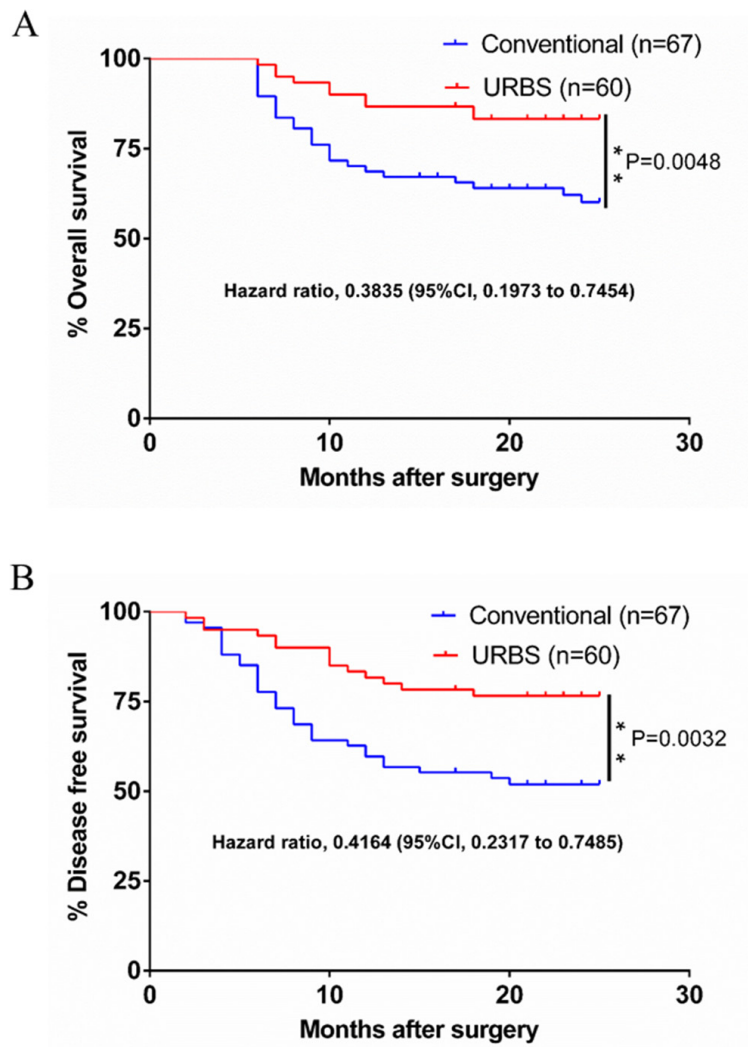 A
Conventional (n=67)
URBS (n=60)
100
75
50
25
0
% Overall survival
*
*
P=0.0048
Hazard ratio, 0.3835 (95%CI, 0.1973 to 0.7454)
0 10 20 30
Months after surgery
B
Conventional (n=67)
URBS (n=60)
100
75
50
25
0
% Disease free survival
*
*
P=0.0032
Hazard ratio, 0.4164 (95%CI, 0.2317 to 0.7485)
0 10 20 30
Months after surgery